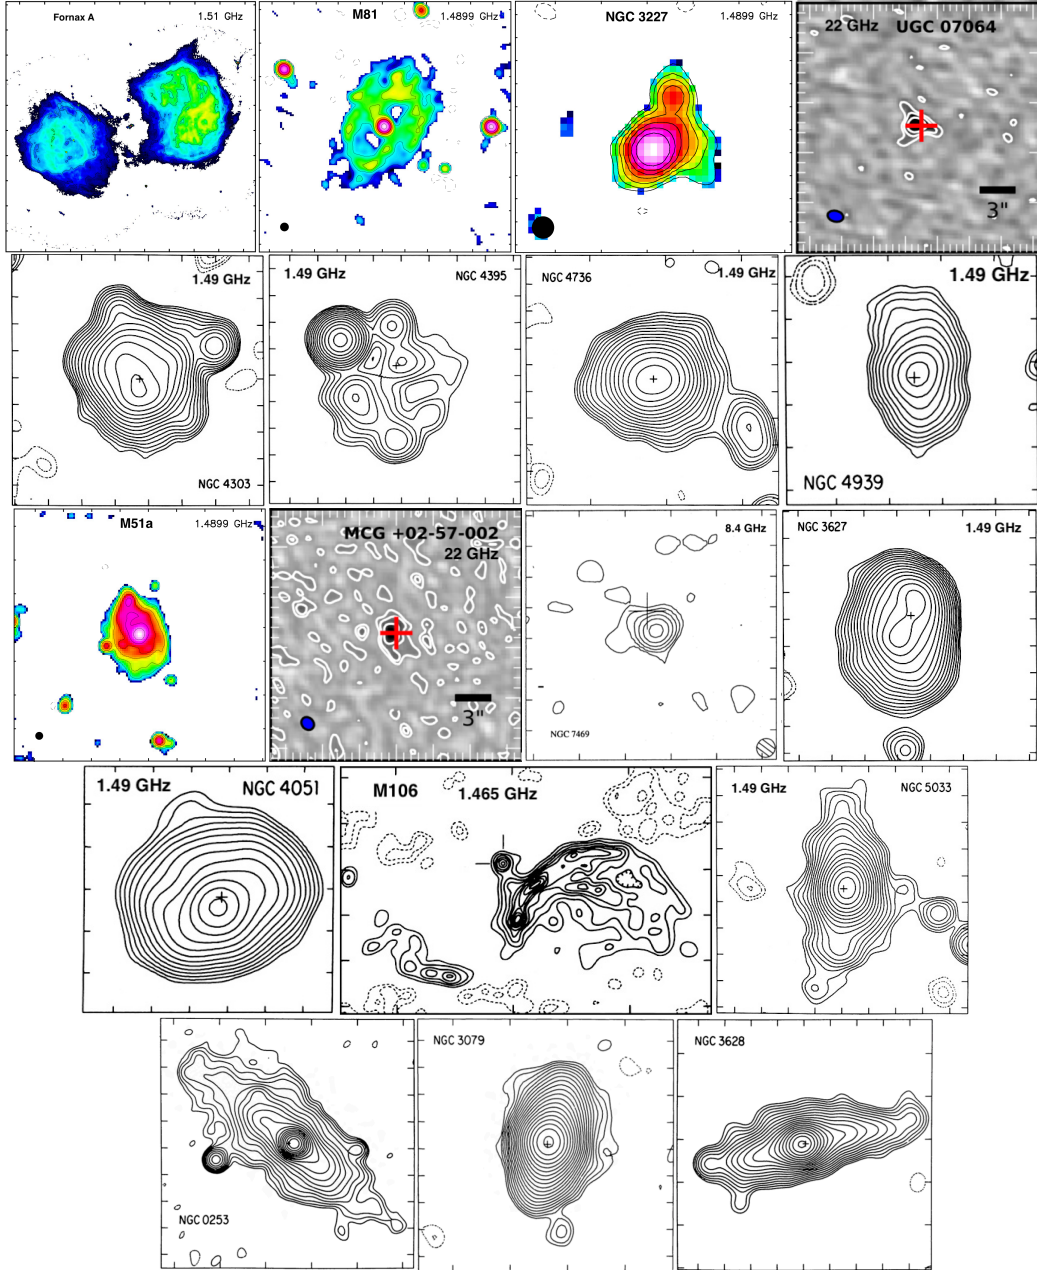 Fornax A 1.51 GHz
M81 1.4899 GHz
NGC 3227 1.4899 GHz
22 GHz UGC 07064
3"
1.49 GHz
NGC 4303
1.49 GHz NGC 4395
NGC 4736 1.49 GHz
1.49 GHz
NGC 4939
M51a 1.4899 GHz
MCG +02-57-002
22 GHz
3"
8.4 GHz
NGC 7469
NGC 3627 1.49 GHz
1.49 GHz NGC 4051
M106 1.465 GHz
1.49 GHz NGC 5033
NGC 0253
NGC 3079
NGC 3628